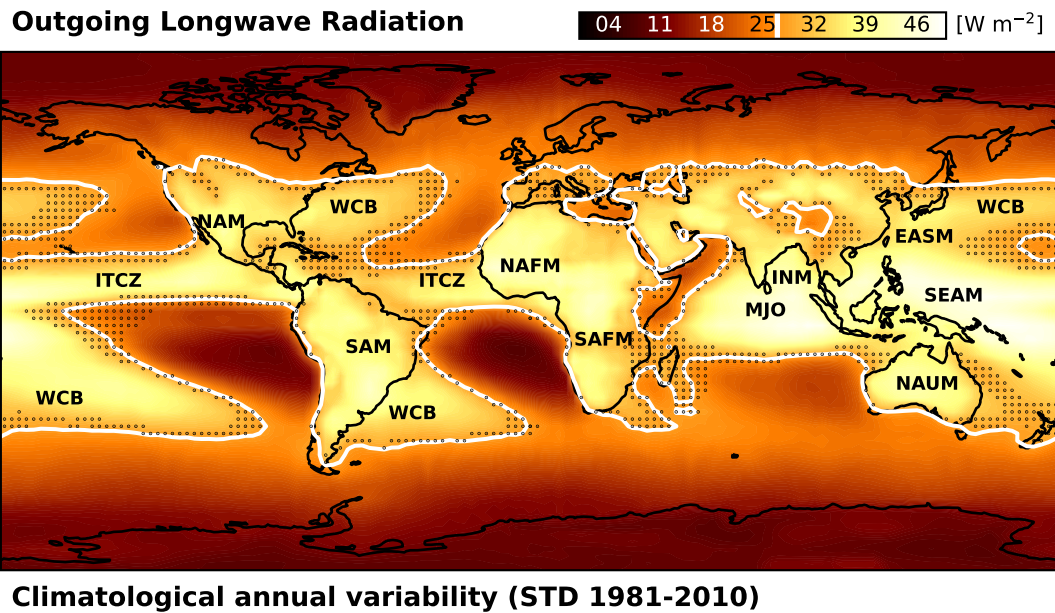 Outgoing Longwave Radiation
04 11 18 25 32 39 46 [W m⁻²]
WCB
WCB
NAM
EASM
NAFM
ITCZ
ITCZ
INM
SEAM
MJO
SAFM
SAM
NAUM
WCB
WCB
Climatological annual variability (STD 1981-2010)